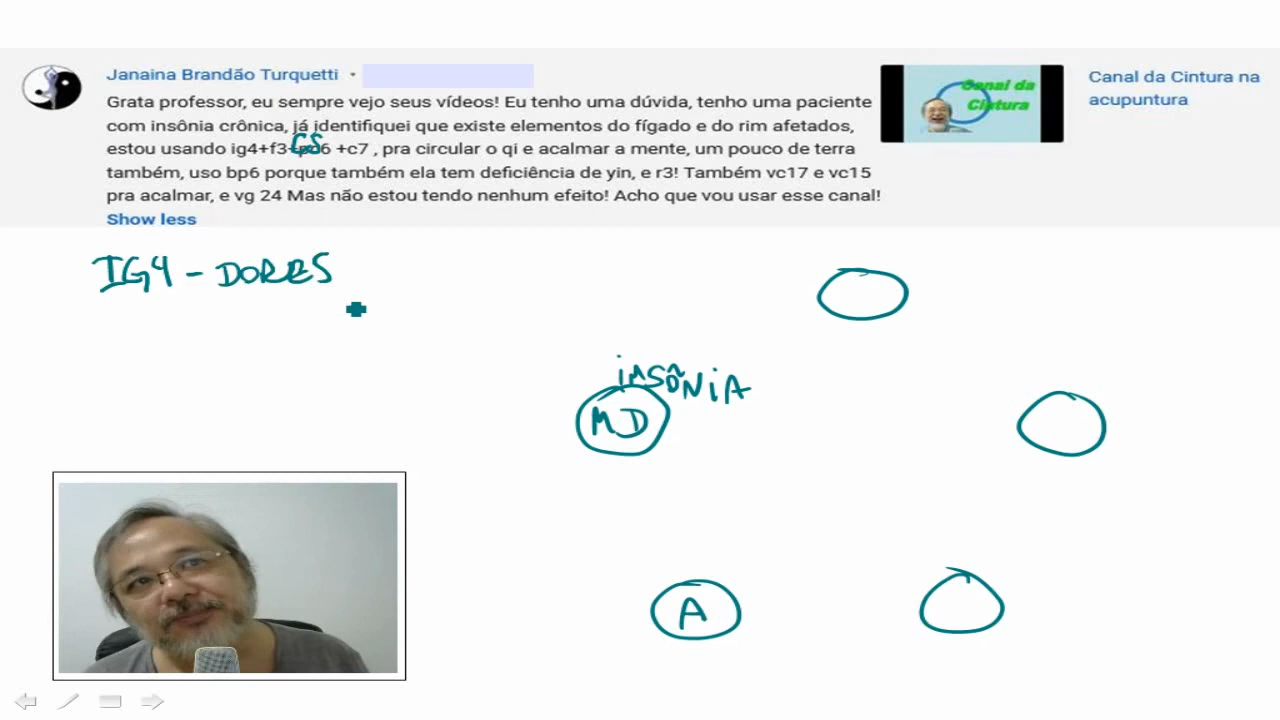 Janaina Brandão Turquetti •
Grata professor, eu sempre vejo seus vídeos! Eu tenho uma dúvida, tenho uma paciente
com insônia crônica, já identifiquei que existe elementos do fígado e do rim afetados,
estou usando ig4+f3+pc6 +c7 , pra circular o qi e acalmar a mente, um pouco de terra
CS
também, uso bp6 porque também ela tem deficiência de yin, e r3! Também vc17 e vc15
pra acalmar, e vg 24 Mas não estou tendo nenhum efeito! Acho que vou usar esse canal!
Show less
Canal da
Cintura
Canal da Cintura na
acupuntura
IG4 - DORES
iNSÔNiA
MD
A